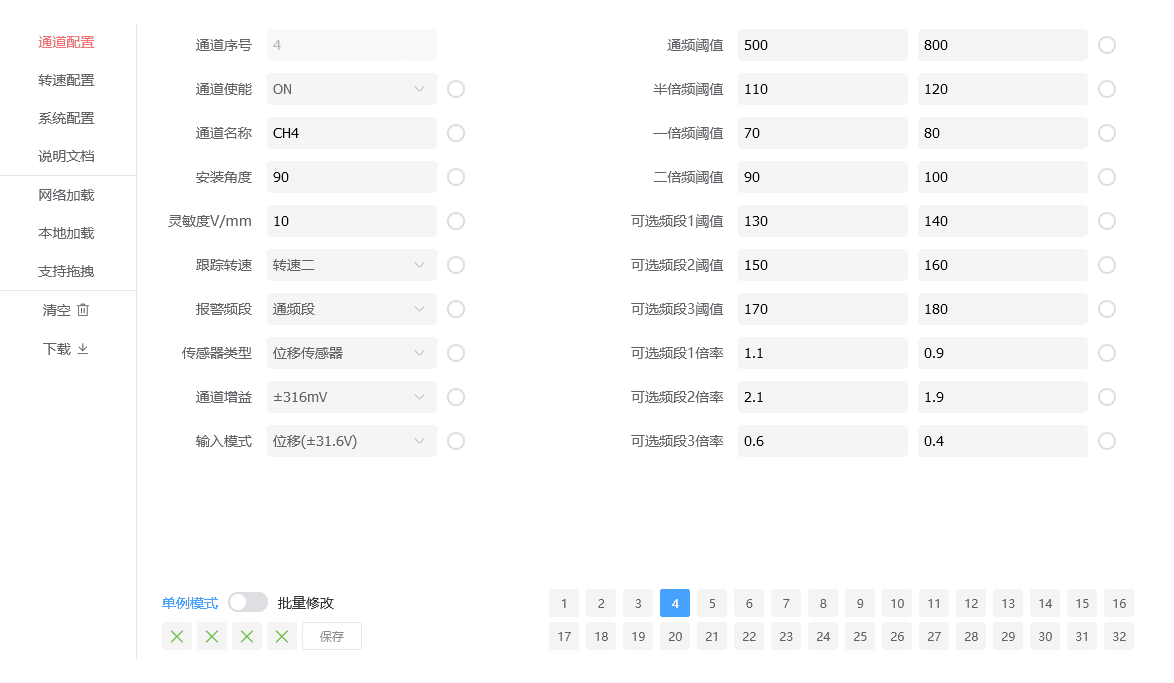 通道配置
转速配置
系统配置
说明文档
网络加载
本地加载
支持拖拽
清空
下载
通道序号 4
通道使能 ON
通道名称 CH4
安装角度 90
灵敏度V/mm 10
跟踪转速 转速二
报警频段 通频段
传感器类型 位移传感器
通道增益 ±316mV
输入模式 位移(±31.6V)
通频阈值 500 800
半倍频阈值 110 120
一倍频阈值 70 80
二倍频阈值 90 100
可选频段1阈值 130 140
可选频段2阈值 150 160
可选频段3阈值 170 180
可选频段1倍率 1.1 0.9
可选频段2倍率 2.1 1.9
可选频段3倍率 0.6 0.4
单例模式 批量修改
保存
1 2 3 4 5 6 7 8 9 10 11 12 13 14 15 16
17 18 19 20 21 22 23 24 25 26 27 28 29 30 31 32